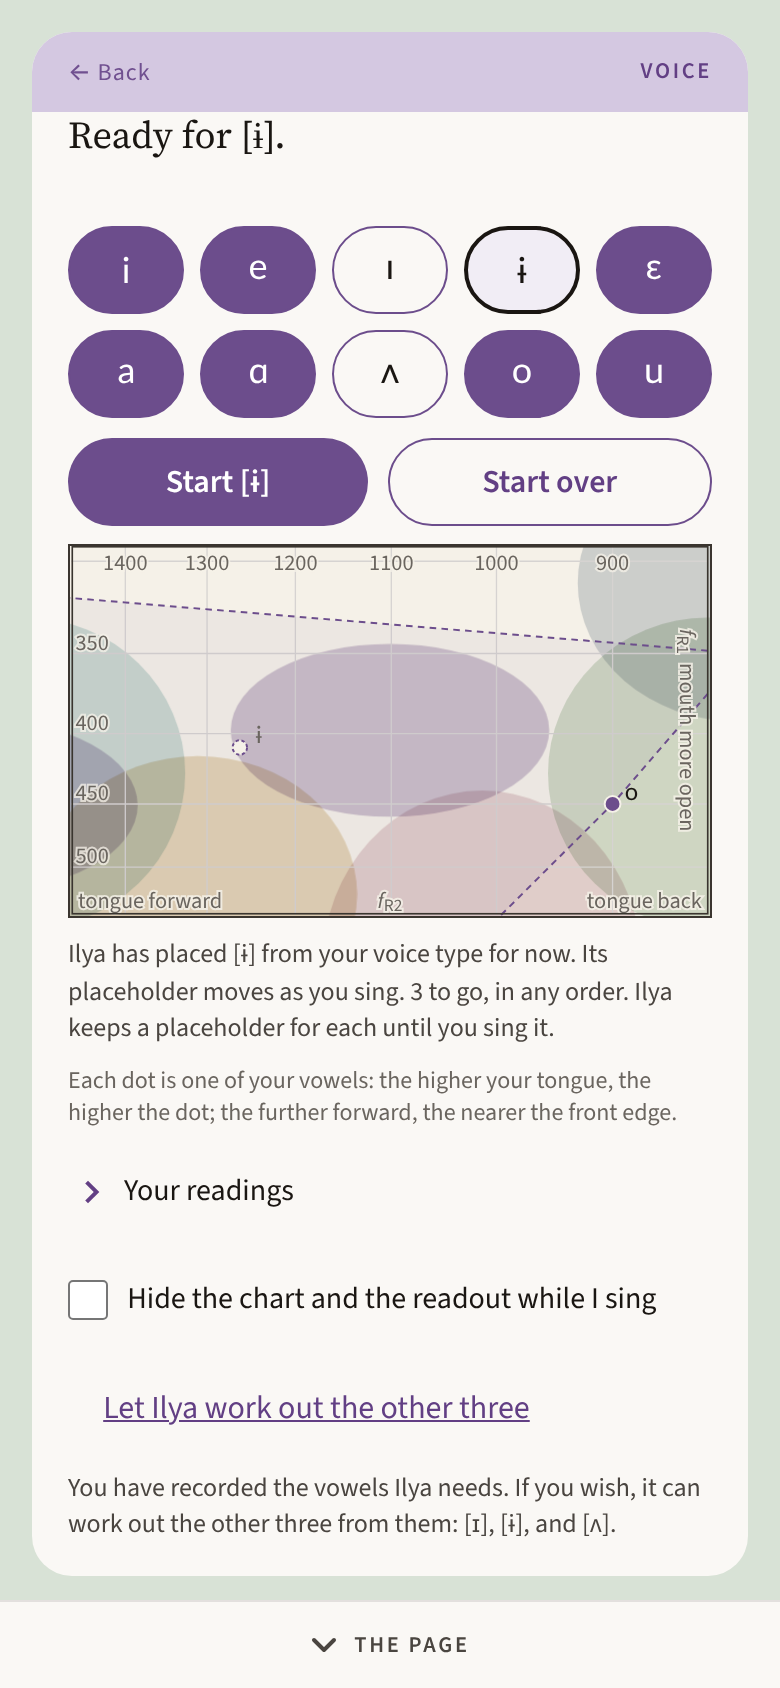 ← Back
VOICE
Ready for [ɨ].
i e ɪ ɨ ɛ
a ɑ ʌ o u
Start [ɨ]
Start over
1400 1300 1200 1100 1000 900
350
400
450
500
ɨ
o
fR1 mouth more open
tongue forward
fR2
tongue back
Ilya has placed [ɨ] from your voice type for now. Its
placeholder moves as you sing. 3 to go, in any order. Ilya
keeps a placeholder for each until you sing it.
Each dot is one of your vowels: the higher your tongue, the
higher the dot; the further forward, the nearer the front edge.
Your readings
Hide the chart and the readout while I sing
Let Ilya work out the other three
You have recorded the vowels Ilya needs. If you wish, it can
work out the other three from them: [ɪ], [ɨ], and [ʌ].
THE PAGE